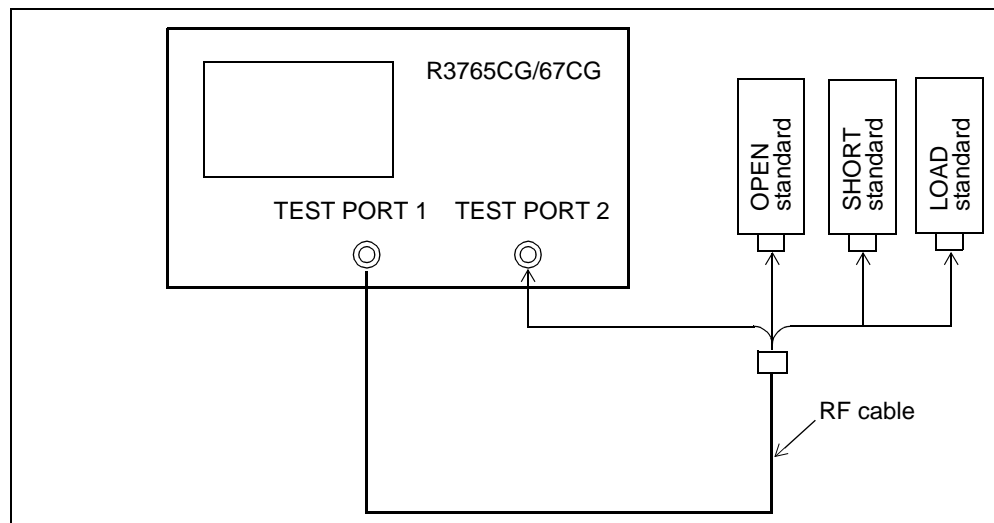 R3765CG/67CG
TEST PORT 1
TEST PORT 2
OPEN
standard
SHORT
standard
LOAD
standard
RF cable